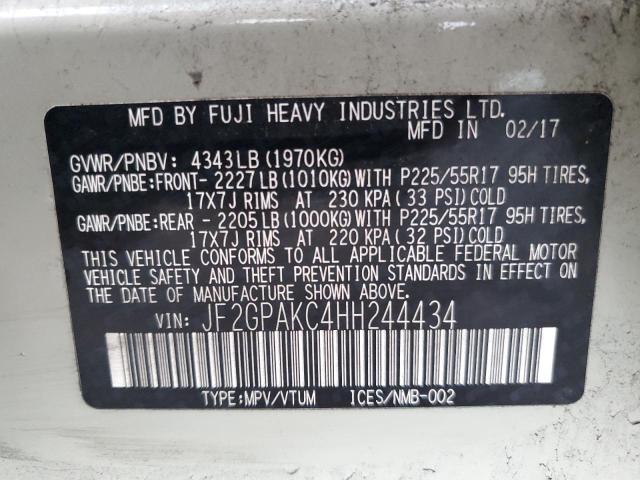 MFD BY FUJI HEAVY INDUSTRIES LTD.
MFD IN 02/17
GVWR/PNBV: 4343LB (1970KG)
GAWR/PNBE:FRONT- 2227LB (1010KG) WITH P225/55R17 95H TIRES,
17X7J RIMS AT 230 KPA (33 PSI) COLD
GAWR/PNBE:REAR - 2205LB (1000KG) WITH P225/55R17 95H TIRES,
17X7J RIMS AT 220 KPA (32 PSI) COLD
THIS VEHICLE CONFORMS TO ALL APPLICABLE FEDERAL MOTOR
VEHICLE SAFETY AND THEFT PREVENTION STANDARDS IN EFFECT ON
THE DATE OF MANUFACTURE SHOWN ABOVE.
VIN: JF2GPAKC4HH244434
TYPE:MPV/VTUM ICES/NMB-002